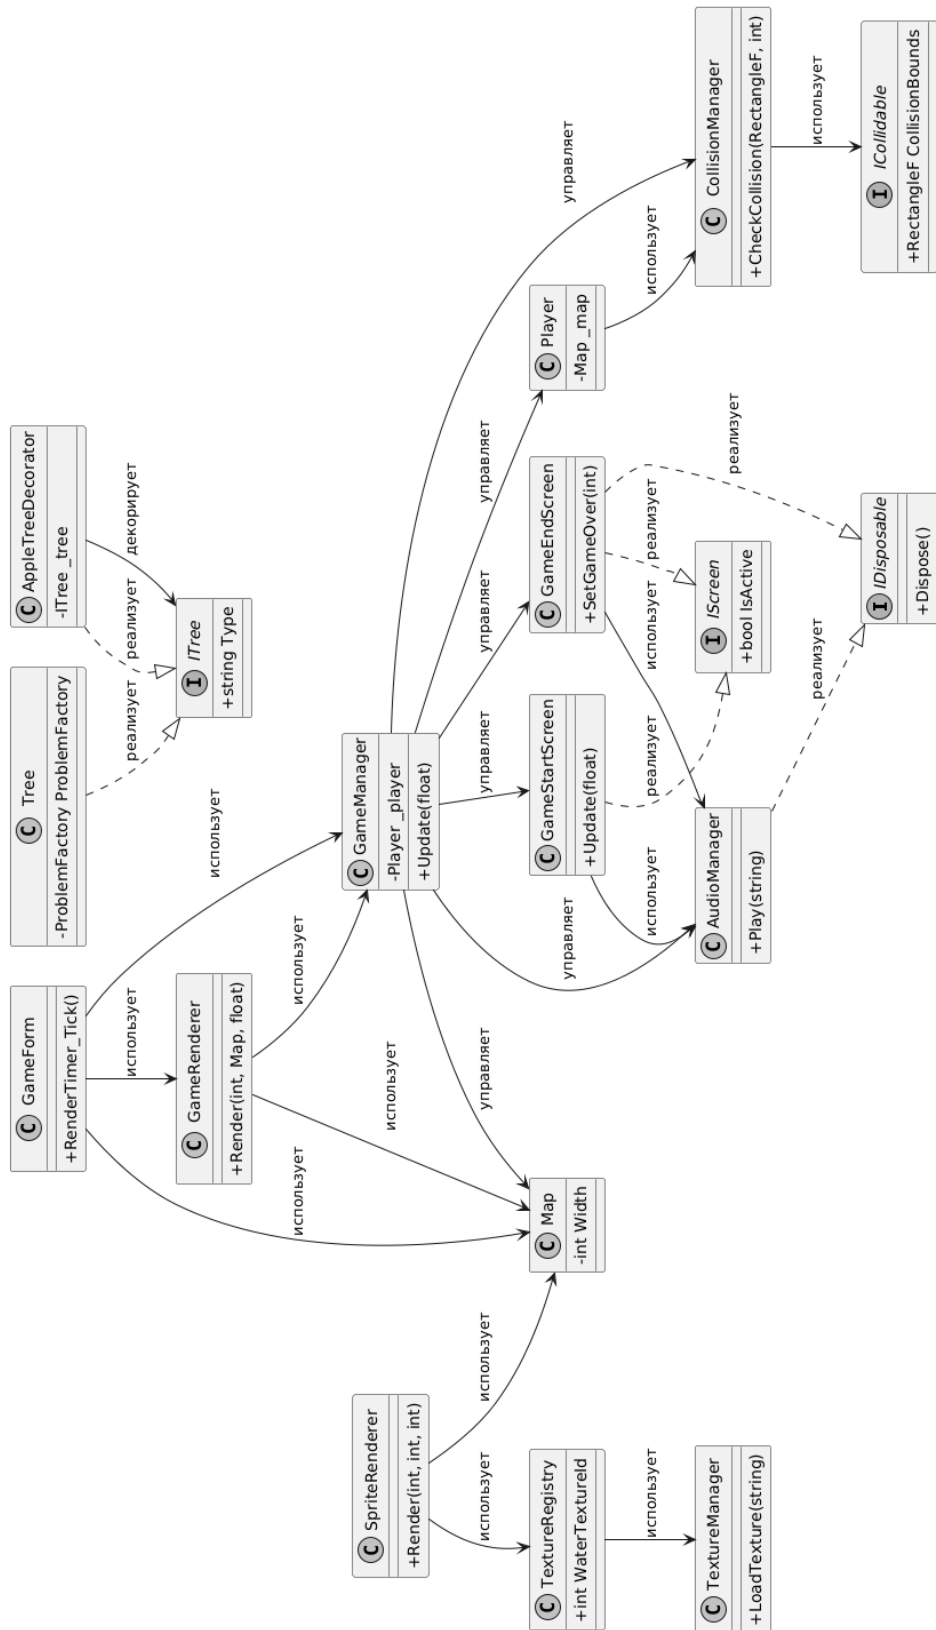 C GameForm
+RenderTimer_Tick()
C Tree
-ProblemFactory ProblemFactory
C AppleTreeDecorator
-ITree _tree
использует
реализует
реализует
декорирует
C GameRenderer
+Render(int, Map, float)
I ITree
+string Type
использует
использует
использует
C SpriteRenderer
+Render(int, int, int)
C GameManager
-Player _player
+Update(float)
использует
использует
использует
управляет
управляет
управляет
управляет
управляет
управляет
C TextureRegistry
+int WaterTextureId
C Map
-int Width
C GameStartScreen
+Update(float)
C GameEndScreen
+SetGameOver(int)
C Player
-Map _map
использует
использует
реализует
использует
реализует
использует
C TextureManager
+LoadTexture(string)
C AudioManager
+Play(string)
I IScreen
+bool IsActive
реализует
C CollisionManager
+CheckCollision(RectangleF, int)
реализует
использует
I IDisposable
+Dispose()
I ICollidable
+RectangleF CollisionBounds